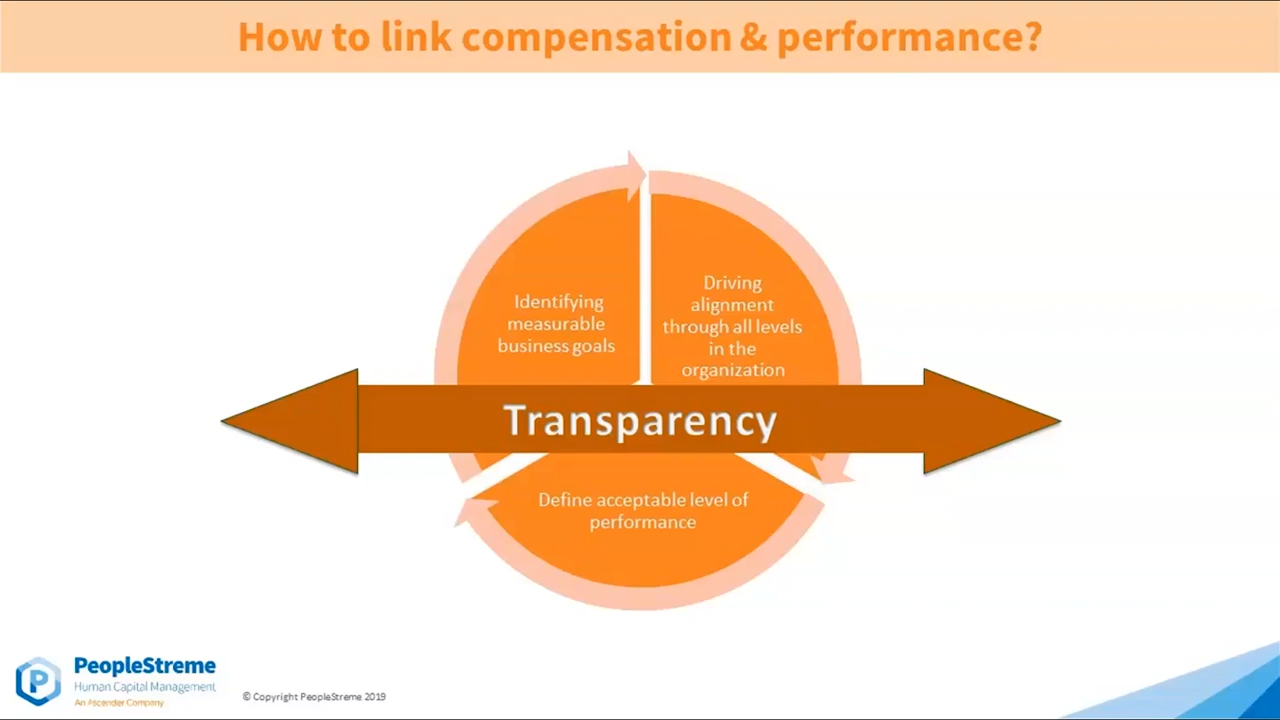 How to link compensation & performance?
Identifying
measurable
business goals
Driving
alignment
through all levels
in the
organization
Transparency
Define acceptable level of
performance
P
PeopleStreme
Human Capital Management
An Ascender Company
© Copyright PeopleStreme 2019